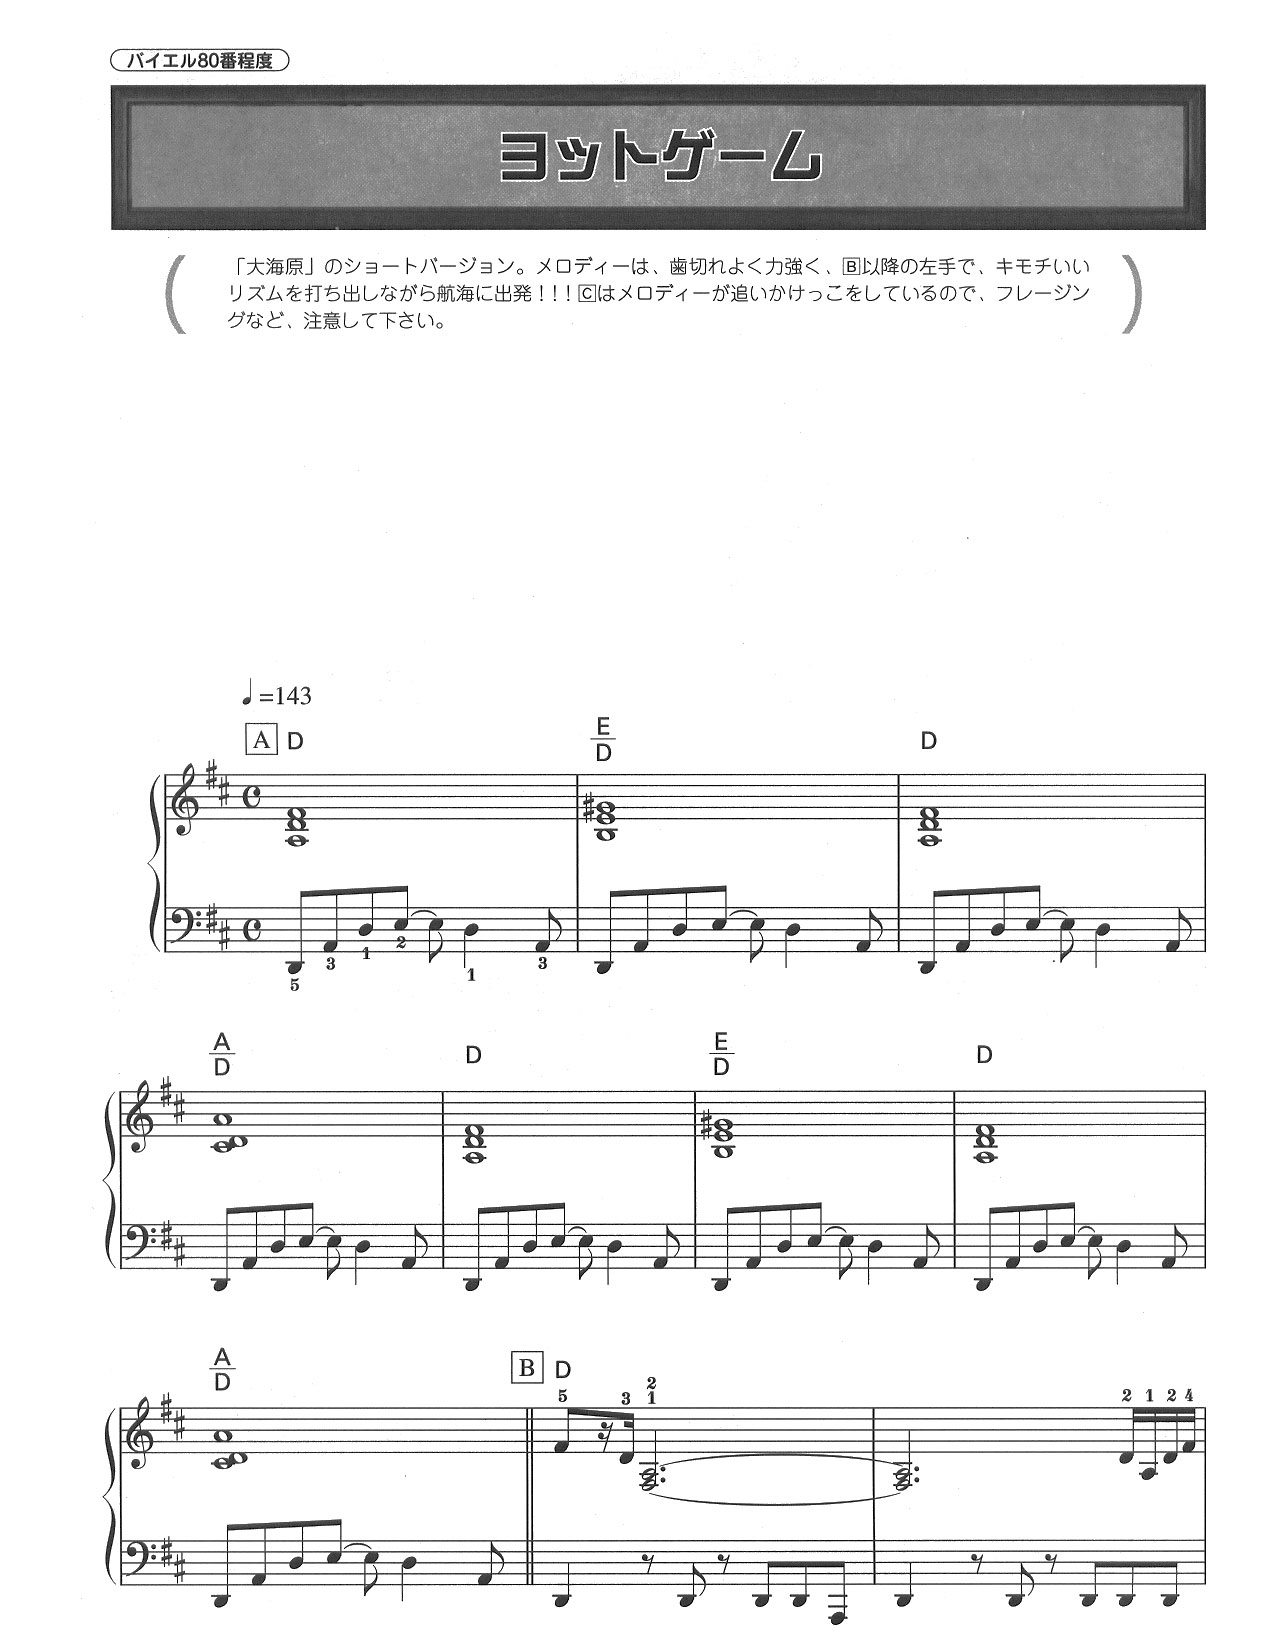 バイエル80番程度
ヨットゲーム
「大海原」のショートバージョン。メロディーは、歯切れよく力強く、B以降の左手で、キモチいい
リズムを打ち出しながら航海に出発!!!Cはメロディーが追いかけっこをしているので、フレージン
グなど、注意して下さい。
♩=143
A D E/D D
5 3 1 2 1 3
A/D D E/D D
A/D B D
5 3 2 1 2 1 2 4